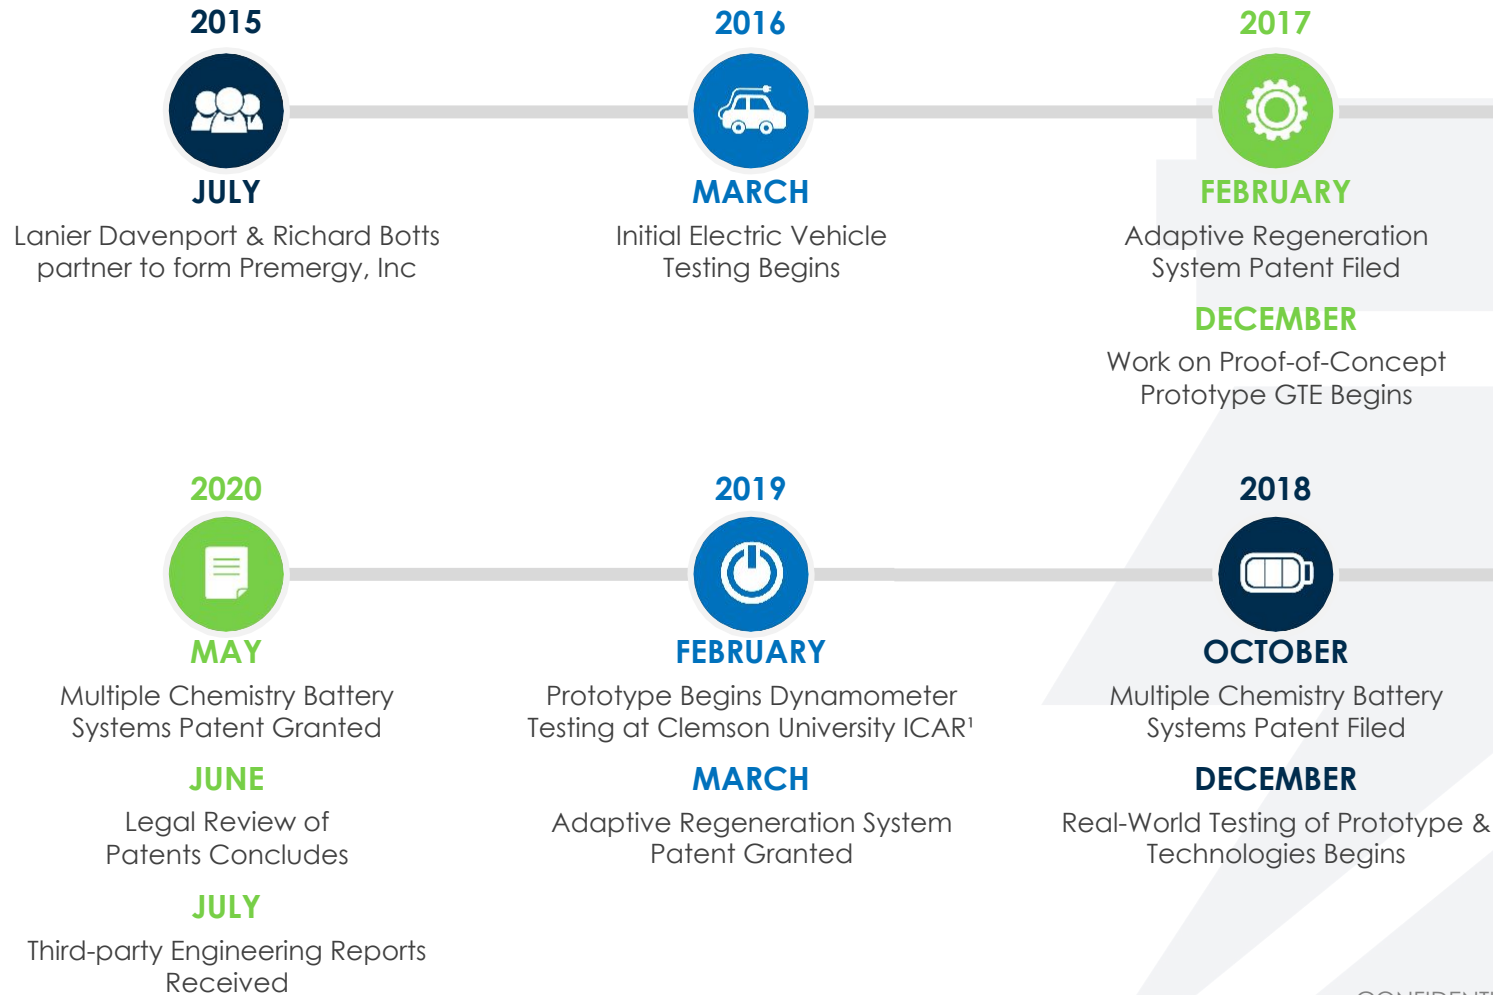 2015
JULY
Lanier Davenport & Richard Botts
partner to form Premergy, Inc
2016
MARCH
Initial Electric Vehicle
Testing Begins
2017
FEBRUARY
Adaptive Regeneration
System Patent Filed
DECEMBER
Work on Proof-of-Concept
Prototype GTE Begins
2020
MAY
Multiple Chemistry Battery
Systems Patent Granted
JUNE
Legal Review of
Patents Concludes
JULY
Third-party Engineering Reports
Received
2019
FEBRUARY
Prototype Begins Dynamometer
Testing at Clemson University ICAR¹
MARCH
Adaptive Regeneration System
Patent Granted
2018
OCTOBER
Multiple Chemistry Battery
Systems Patent Filed
DECEMBER
Real-World Testing of Prototype &
Technologies Begins